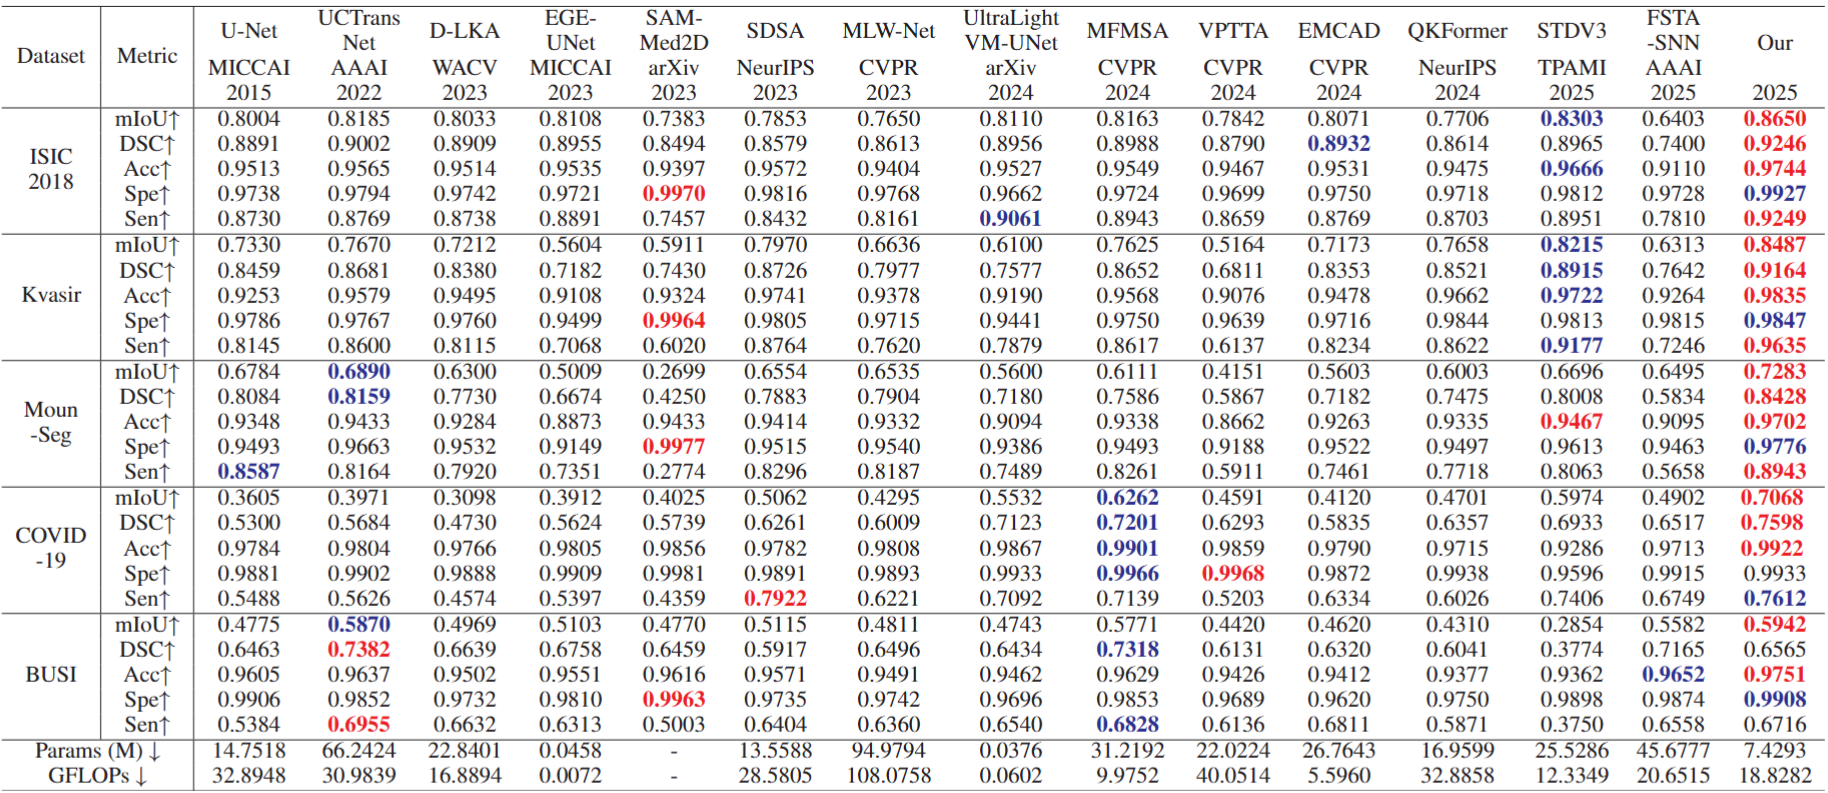 Dataset Metric U-Net UCTrans Net D-LKA EGE- UNet SAM- Med2D SDSA MLW-Net UltraLight VM-UNet MFMSA VPTTA EMCAD QKFormer STDV3 FSTA -SNN Our
MICCAI AAAI WACV MICCAI arXiv NeurIPS CVPR arXiv CVPR CVPR CVPR NeurIPS TPAMI AAAI
2015 2022 2023 2023 2023 2023 2023 2024 2024 2024 2024 2024 2025 2025 2025
ISIC 2018
mIoU↑ 0.8004 0.8185 0.8033 0.8108 0.7383 0.7853 0.7650 0.8110 0.8163 0.7842 0.8071 0.7706 0.8303 0.6403 0.8650
DSC↑ 0.8891 0.9002 0.8909 0.8955 0.8494 0.8579 0.8613 0.8956 0.8988 0.8790 0.8932 0.8614 0.8965 0.7400 0.9246
Acc↑ 0.9513 0.9565 0.9514 0.9535 0.9397 0.9572 0.9404 0.9527 0.9549 0.9467 0.9531 0.9475 0.9666 0.9110 0.9744
Spe↑ 0.9738 0.9794 0.9742 0.9721 0.9970 0.9816 0.9768 0.9662 0.9724 0.9699 0.9750 0.9718 0.9812 0.9728 0.9927
Sen↑ 0.8730 0.8769 0.8738 0.8891 0.7457 0.8432 0.8161 0.9061 0.8943 0.8659 0.8769 0.8703 0.8951 0.7810 0.9249
Kvasir
mIoU↑ 0.7330 0.7670 0.7212 0.5604 0.5911 0.7970 0.6636 0.6100 0.7625 0.5164 0.7173 0.7658 0.8215 0.6313 0.8487
DSC↑ 0.8459 0.8681 0.8380 0.7182 0.7430 0.8726 0.7977 0.7577 0.8652 0.6811 0.8353 0.8521 0.8915 0.7642 0.9164
Acc↑ 0.9253 0.9579 0.9495 0.9108 0.9324 0.9741 0.9378 0.9190 0.9568 0.9076 0.9478 0.9662 0.9722 0.9264 0.9835
Spe↑ 0.9786 0.9767 0.9760 0.9499 0.9964 0.9805 0.9715 0.9441 0.9750 0.9639 0.9716 0.9844 0.9813 0.9815 0.9847
Sen↑ 0.8145 0.8600 0.8115 0.7068 0.6020 0.8764 0.7620 0.7879 0.8617 0.6137 0.8234 0.8622 0.9177 0.7246 0.9635
Moun -Seg
mIoU↑ 0.6784 0.6890 0.6300 0.5009 0.2699 0.6554 0.6535 0.5600 0.6111 0.4151 0.5603 0.6003 0.6696 0.6495 0.7283
DSC↑ 0.8084 0.8159 0.7730 0.6674 0.4250 0.7883 0.7904 0.7180 0.7586 0.5867 0.7182 0.7475 0.8008 0.5834 0.8428
Acc↑ 0.9348 0.9433 0.9284 0.8873 0.9433 0.9414 0.9332 0.9094 0.9338 0.8662 0.9263 0.9335 0.9467 0.9095 0.9702
Spe↑ 0.9493 0.9663 0.9532 0.9149 0.9977 0.9515 0.9540 0.9386 0.9493 0.9188 0.9522 0.9497 0.9613 0.9463 0.9776
Sen↑ 0.8587 0.8164 0.7920 0.7351 0.2774 0.8296 0.8187 0.7489 0.8261 0.5911 0.7461 0.7718 0.8063 0.5658 0.8943
COVID -19
mIoU↑ 0.3605 0.3971 0.3098 0.3912 0.4025 0.5062 0.4295 0.5532 0.6262 0.4591 0.4120 0.4701 0.5974 0.4902 0.7068
DSC↑ 0.5300 0.5684 0.4730 0.5624 0.5739 0.6261 0.6009 0.7123 0.7201 0.6293 0.5835 0.6357 0.6933 0.6517 0.7598
Acc↑ 0.9784 0.9804 0.9766 0.9805 0.9856 0.9782 0.9808 0.9867 0.9901 0.9859 0.9790 0.9715 0.9286 0.9713 0.9922
Spe↑ 0.9881 0.9902 0.9888 0.9909 0.9981 0.9891 0.9893 0.9933 0.9966 0.9968 0.9872 0.9938 0.9596 0.9915 0.9933
Sen↑ 0.5488 0.5626 0.4574 0.5397 0.4359 0.7922 0.6221 0.7092 0.7139 0.5203 0.6334 0.6026 0.7406 0.6749 0.7612
BUSI
mIoU↑ 0.4775 0.5870 0.4969 0.5103 0.4770 0.5115 0.4811 0.4743 0.5771 0.4420 0.4620 0.4310 0.2854 0.5582 0.5942
DSC↑ 0.6463 0.7382 0.6639 0.6758 0.6459 0.5917 0.6496 0.6434 0.7318 0.6131 0.6320 0.6041 0.3774 0.7165 0.6565
Acc↑ 0.9605 0.9637 0.9502 0.9551 0.9616 0.9571 0.9491 0.9462 0.9629 0.9426 0.9412 0.9377 0.9362 0.9652 0.9751
Spe↑ 0.9906 0.9852 0.9732 0.9810 0.9963 0.9735 0.9742 0.9696 0.9853 0.9689 0.9620 0.9750 0.9898 0.9874 0.9908
Sen↑ 0.5384 0.6955 0.6632 0.6313 0.5003 0.6404 0.6360 0.6540 0.6828 0.6136 0.6811 0.5871 0.3750 0.6558 0.6716
Params (M) ↓ 14.7518 66.2424 22.8401 0.0458 - 13.5588 94.9794 0.0376 31.2192 22.0224 26.7643 16.9599 25.5286 45.6777 7.4293
GFLOPs ↓ 32.8948 30.9839 16.8894 0.0072 - 28.5805 108.0758 0.0602 9.9752 40.0514 5.5960 32.8858 12.3349 20.6515 18.8282